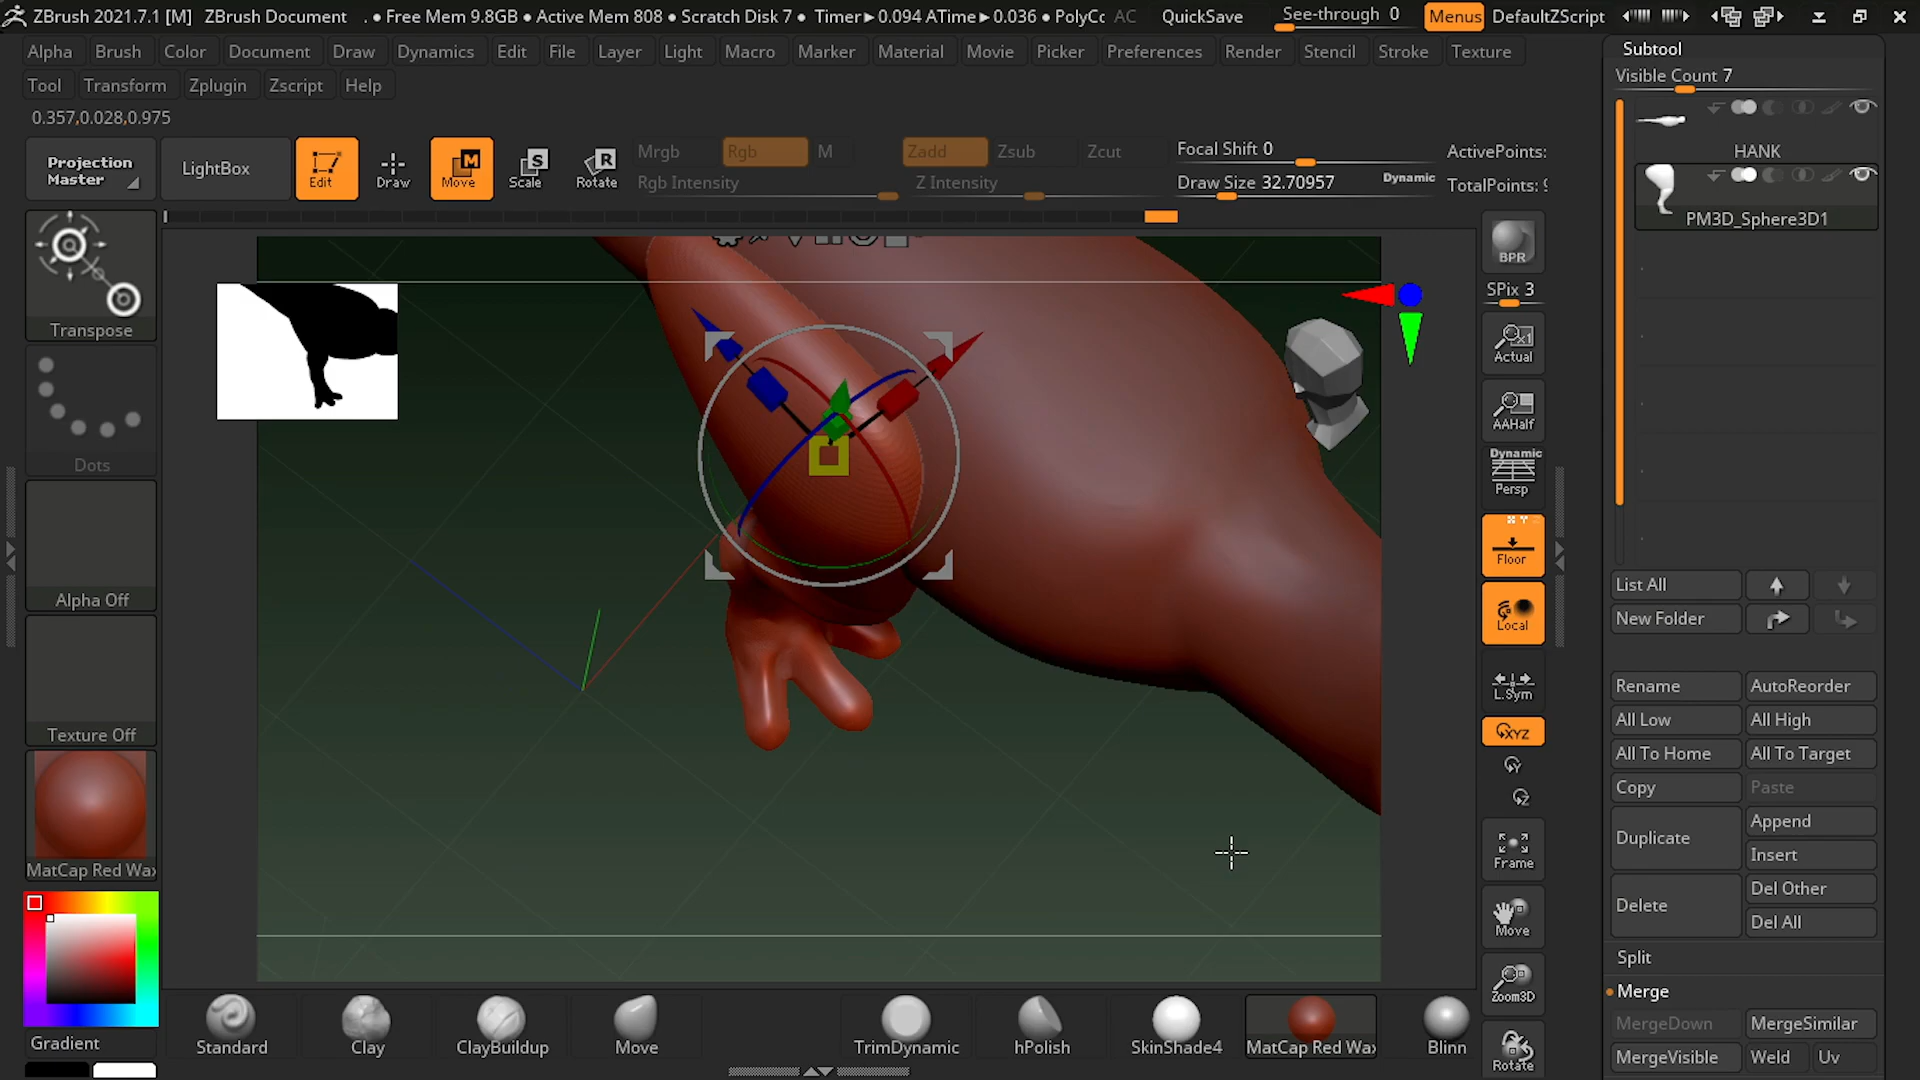 ZBrush 2021.7.1 [M] ZBrush Document . • Free Mem 9.8GB • Active Mem 808 • Scratch Disk 7 • Timer▶0.094 ATime▶0.036 • PolyCc AC QuickSave See-through 0 Menus DefaultZScript
Alpha Brush Color Document Draw Dynamics Edit File Layer Light Macro Marker Material Movie Picker Preferences Render Stencil Stroke Texture
Tool Transform Zplugin Zscript Help
0.357,0.028,0.975
Projection Master
LightBox
Edit
Draw
Move
Scale
Rotate
Mrgb Rgb M
Rgb Intensity
Zadd Zsub Zcut
Z Intensity
Focal Shift 0
Draw Size 32.70957 Dynamic
ActivePoints:
TotalPoints: 9
Transpose
Dots
Alpha Off
Texture Off
MatCap Red Wax
Gradient
BPR
SPix 3
Actual
AAHalf
Dynamic
Persp
Floor
Local
L.Sym
XYZ
Y
Z
Frame
Move
Zoom3D
Rotate
Subtool
Visible Count 7
HANK
PM3D_Sphere3D1
List All
New Folder
Rename AutoReorder
All Low All High
All To Home All To Target
Copy Paste
Duplicate Append
Insert
Delete Del Other
Del All
Split
Merge
MergeDown MergeSimilar
MergeVisible Weld Uv
Standard Clay ClayBuildup Move TrimDynamic hPolish SkinShade4 MatCap Red Wax Blinn